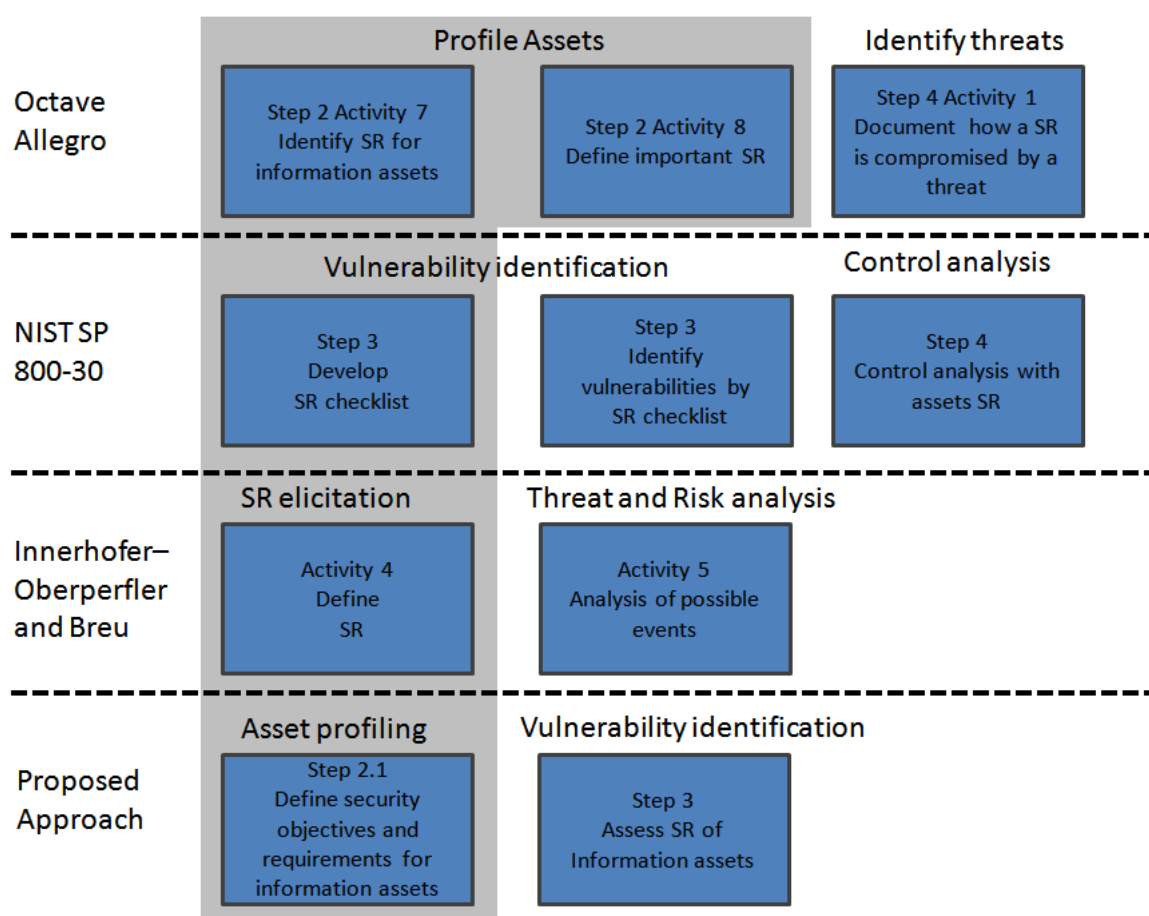 Profile Assets
Identify threats
Octave
Allegro
Step 2 Activity 7
Identify SR for
information assets
Step 2 Activity 8
Define important SR
Step 4 Activity 1
Document how a SR
is compromised by a
threat
Vulnerability identification
Control analysis
NIST SP
800-30
Step 3
Develop
SR checklist
Step 3
Identify
vulnerabilities by
SR checklist
Step 4
Control analysis with
assets SR
SR elicitation
Threat and Risk analysis
Innerhofer–
Oberperfler
and Breu
Activity 4
Define
SR
Activity 5
Analysis of possible
events
Asset profiling
Vulnerability identification
Proposed
Approach
Step 2.1
Define security
objectives and
requirements for
information assets
Step 3
Assess SR of
Information assets